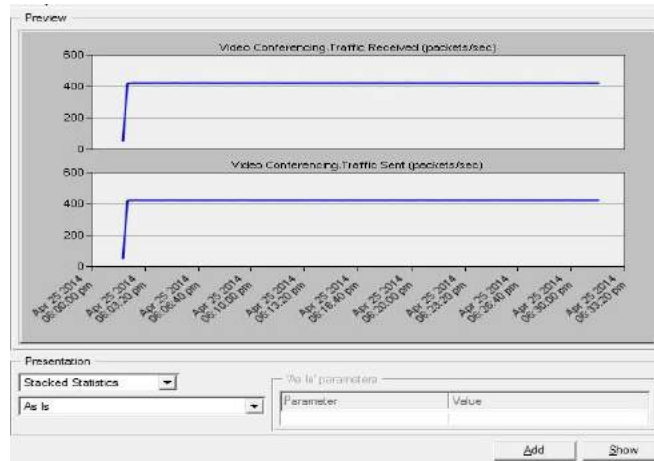 Preview
Video Conferencing.Traffic Received (packets/sec)
600
400
200
0
Video Conferencing.Traffic Sent (packets/sec)
600
400
200
0
Apr 25 2014 06:00:00 pm
Apr 25 2014 06:03:20 pm
Apr 25 2014 06:06:40 pm
Apr 25 2014 06:10:00 pm
Apr 25 2014 06:13:20 pm
Apr 25 2014 06:16:40 pm
Apr 25 2014 06:20:00 pm
Apr 25 2014 06:23:20 pm
Apr 25 2014 06:26:40 pm
Apr 25 2014 06:30:00 pm
Apr 25 2014 06:33:20 pm
Presentation
Stacked Statistics
'As Is' parameters
As Is
Parameter Value
Add Show